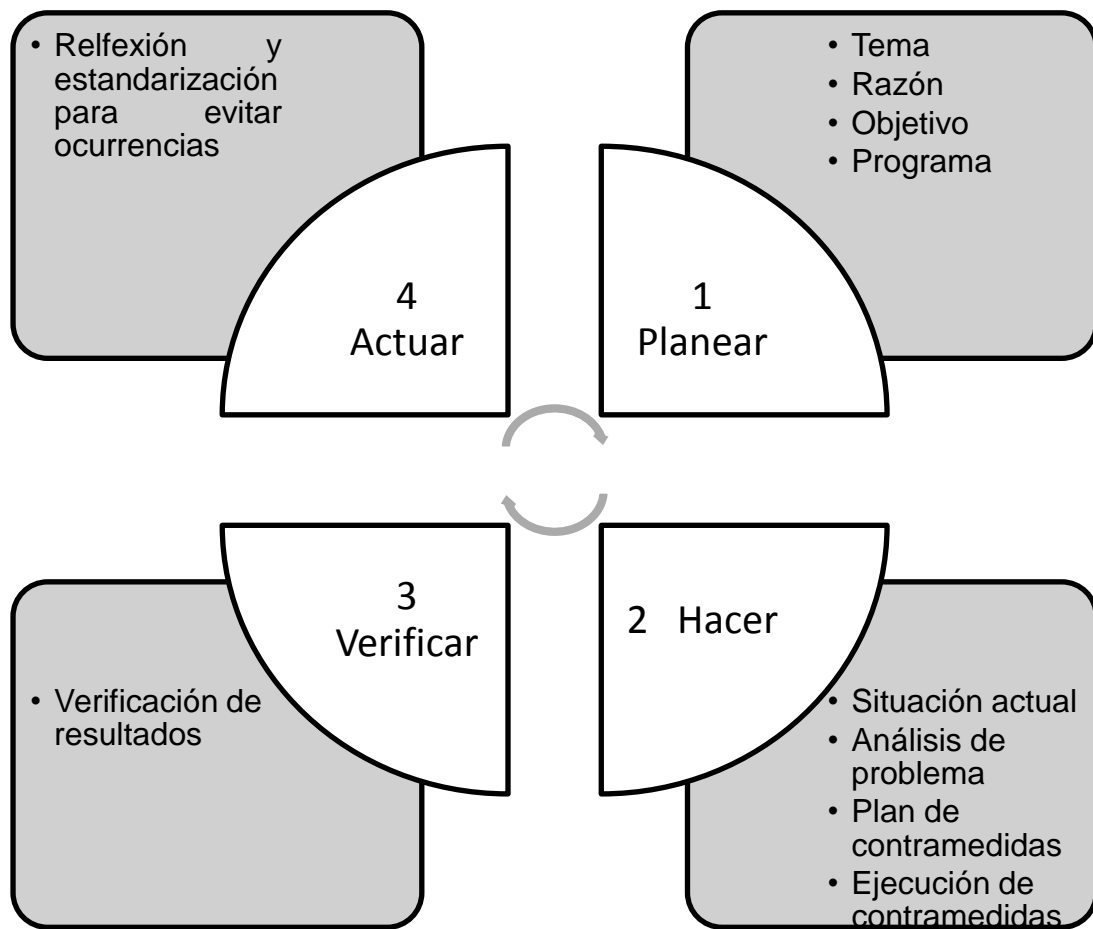 • Relfexión y
estandarización
para evitar
ocurrencias
• Tema
• Razón
• Objetivo
• Programa
4
Actuar
1
Planear
3
Verificar
2 Hacer
• Verificación de
resultados
• Situación actual
• Análisis de
problema
• Plan de
contramedidas
• Ejecución de
contramedidas